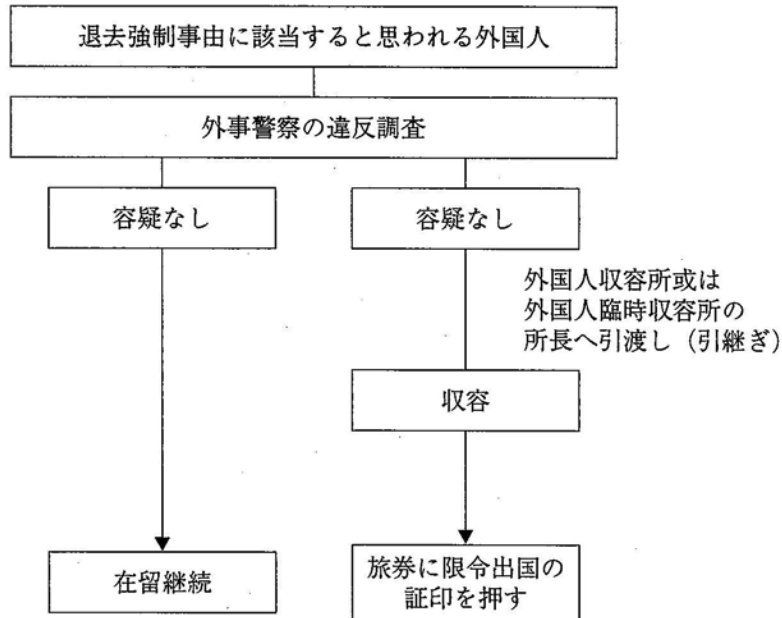 退去強制事由に該当すると思われる外国人
外事警察の違反調査
容疑なし
容疑なし
外国人収容所或は
外国人臨時収容所の
所長へ引渡し（引継ぎ）
収容
在留継続
旅券に限令出国の
証印を押す